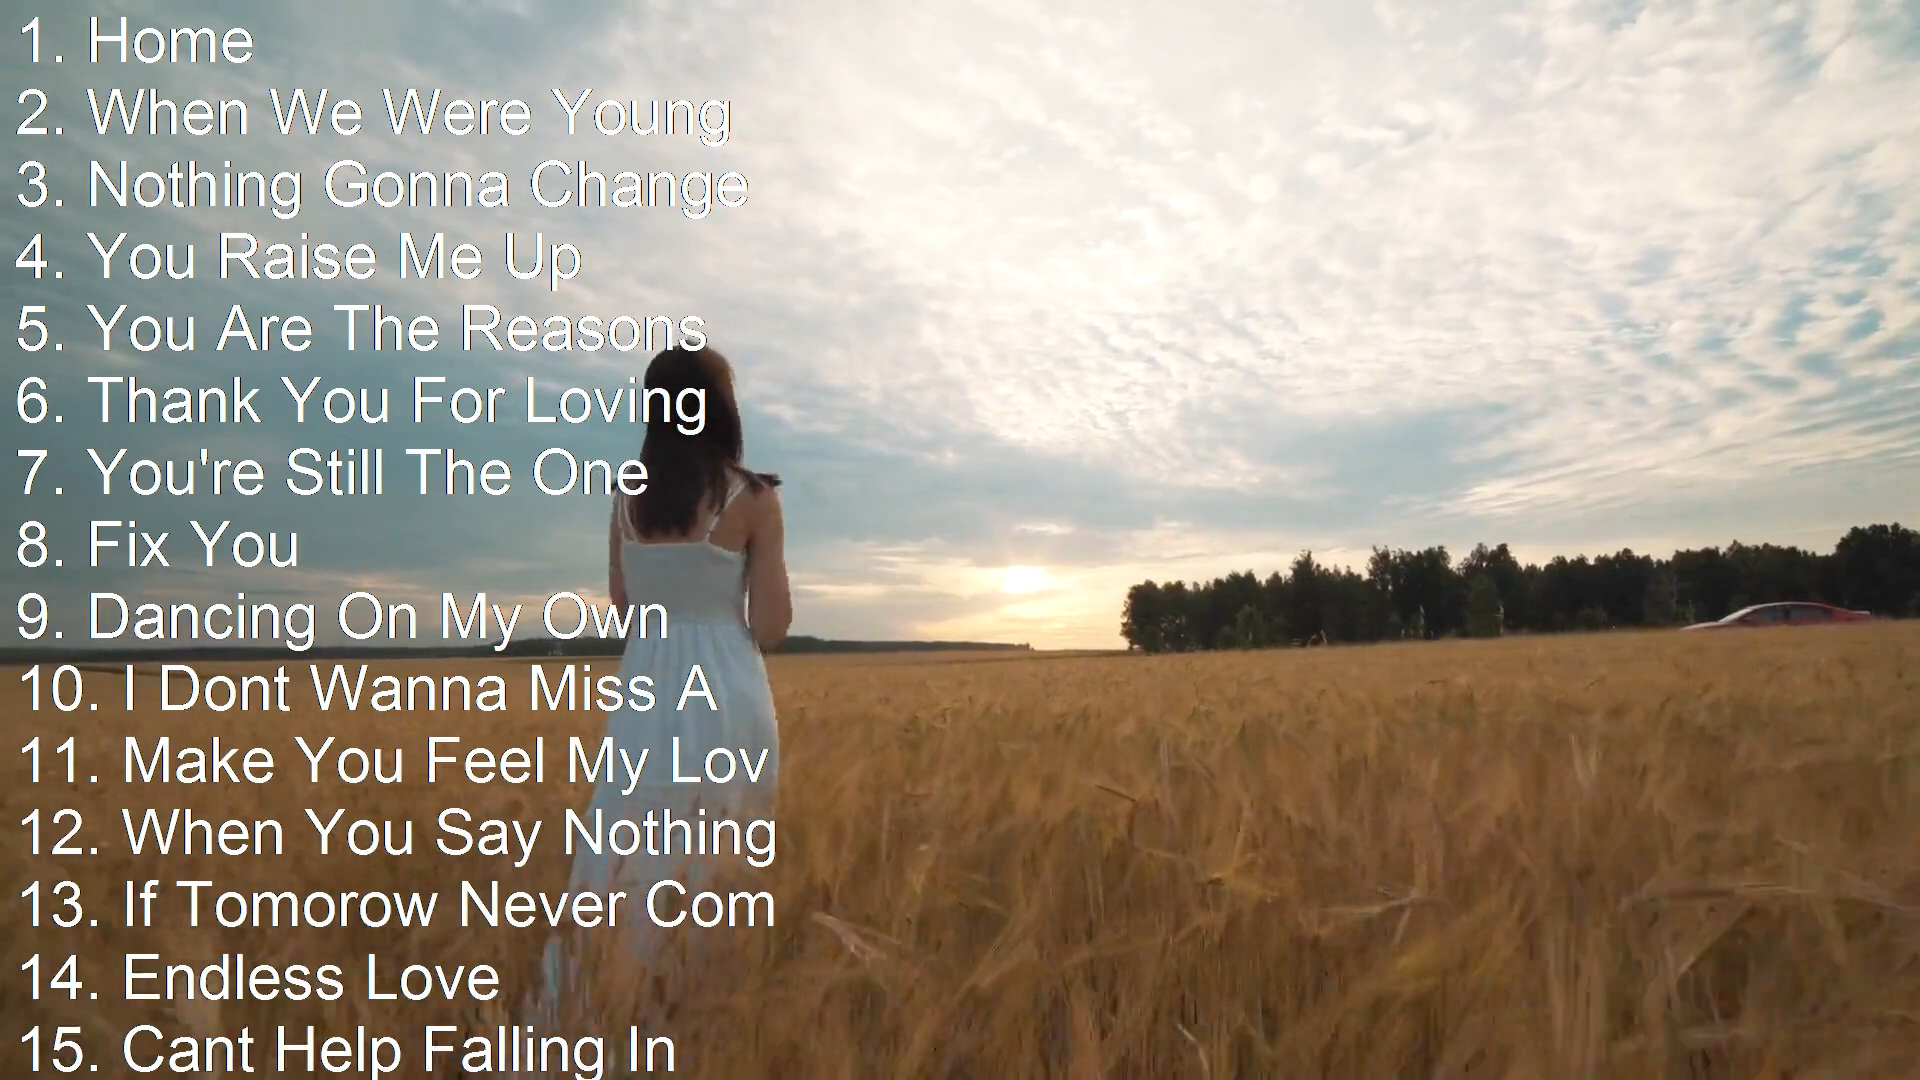 1. Home
2. When We Were Young
3. Nothing Gonna Change
4. You Raise Me Up
5. You Are The Reasons
6. Thank You For Loving
7. You're Still The One
8. Fix You
9. Dancing On My Own
10. I Dont Wanna Miss A
11. Make You Feel My Lov
12. When You Say Nothing
13. If Tomorow Never Com
14. Endless Love
15. Cant Help Falling In